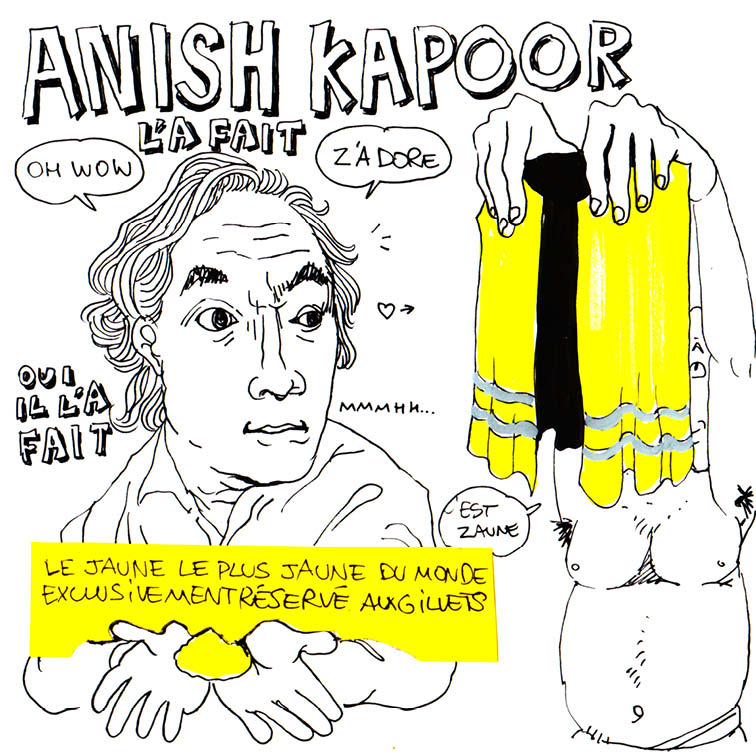 ANISH KAPOOR
L'A FAIT
OH WOW
Z'ADORE
OUI
IL L'A
FAIT
MMMHH...
C'EST
ZAUNE
LE JAUNE LE PLUS JAUNE DU MONDE
EXCLUSIVEMENT RÉSERVÉ AUX GILLETS